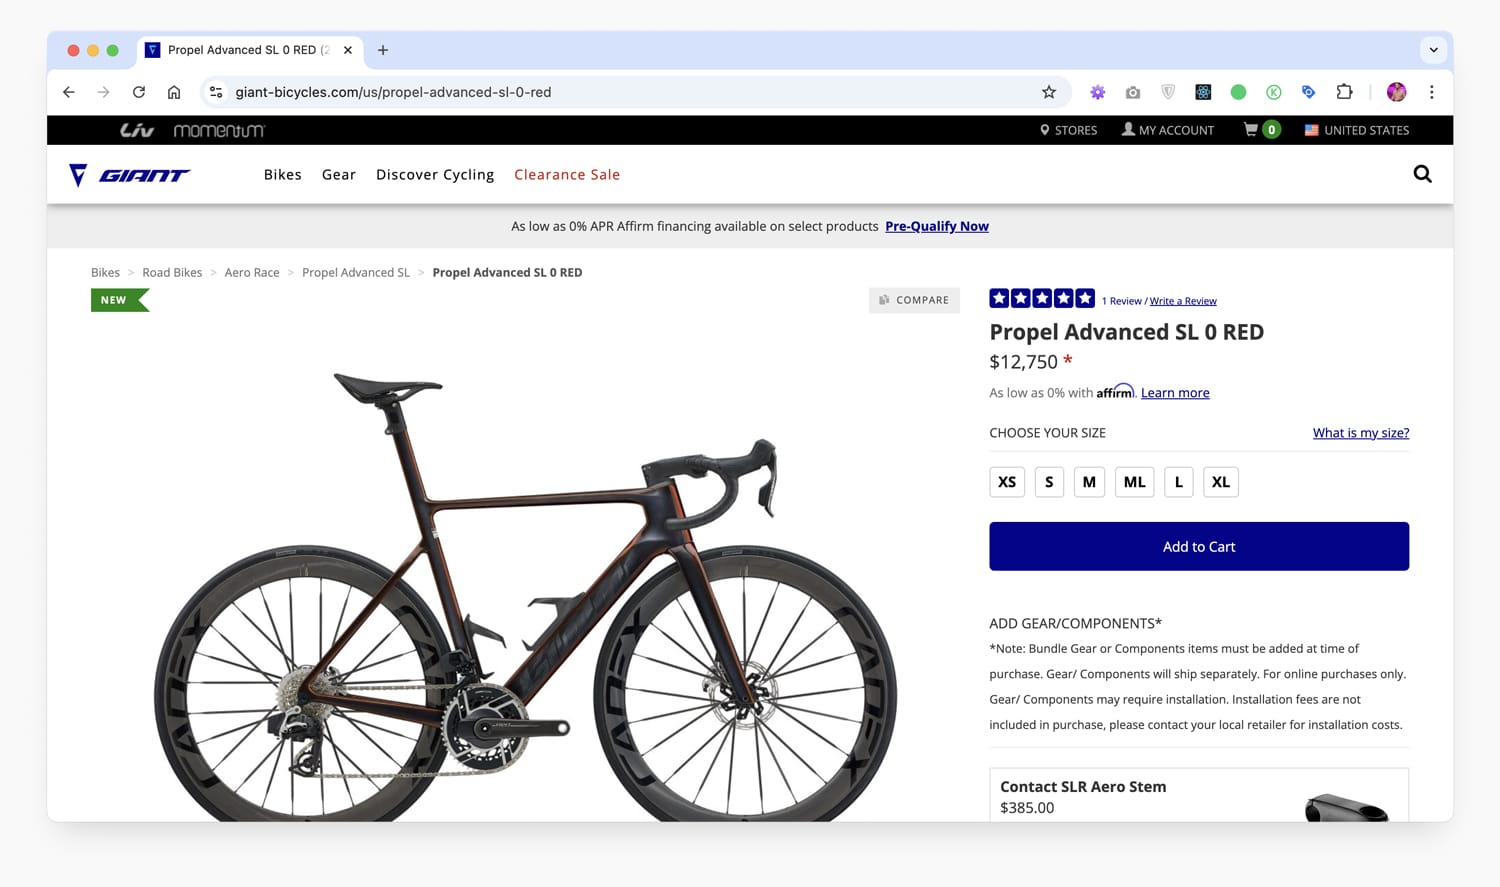 Propel Advanced SL 0 RED (2
giant-bicycles.com/us/propel-advanced-sl-0-red
Liv momentum
STORES MY ACCOUNT 0 UNITED STATES
GIANT Bikes Gear Discover Cycling Clearance Sale
As low as 0% APR Affirm financing available on select products Pre-Qualify Now
Bikes > Road Bikes > Aero Race > Propel Advanced SL > Propel Advanced SL 0 RED
NEW
COMPARE
1 Review / Write a Review
Propel Advanced SL 0 RED
$12,750 *
As low as 0% with affirm. Learn more
CHOOSE YOUR SIZE What is my size?
XS S M ML L XL
Add to Cart
ADD GEAR/COMPONENTS*
*Note: Bundle Gear or Components items must be added at time of
purchase. Gear/ Components will ship separately. For online purchases only.
Gear/ Components may require installation. Installation fees are not
included in purchase, please contact your local retailer for installation costs.
Contact SLR Aero Stem
$385.00
GIANT
CADEX
CADEX